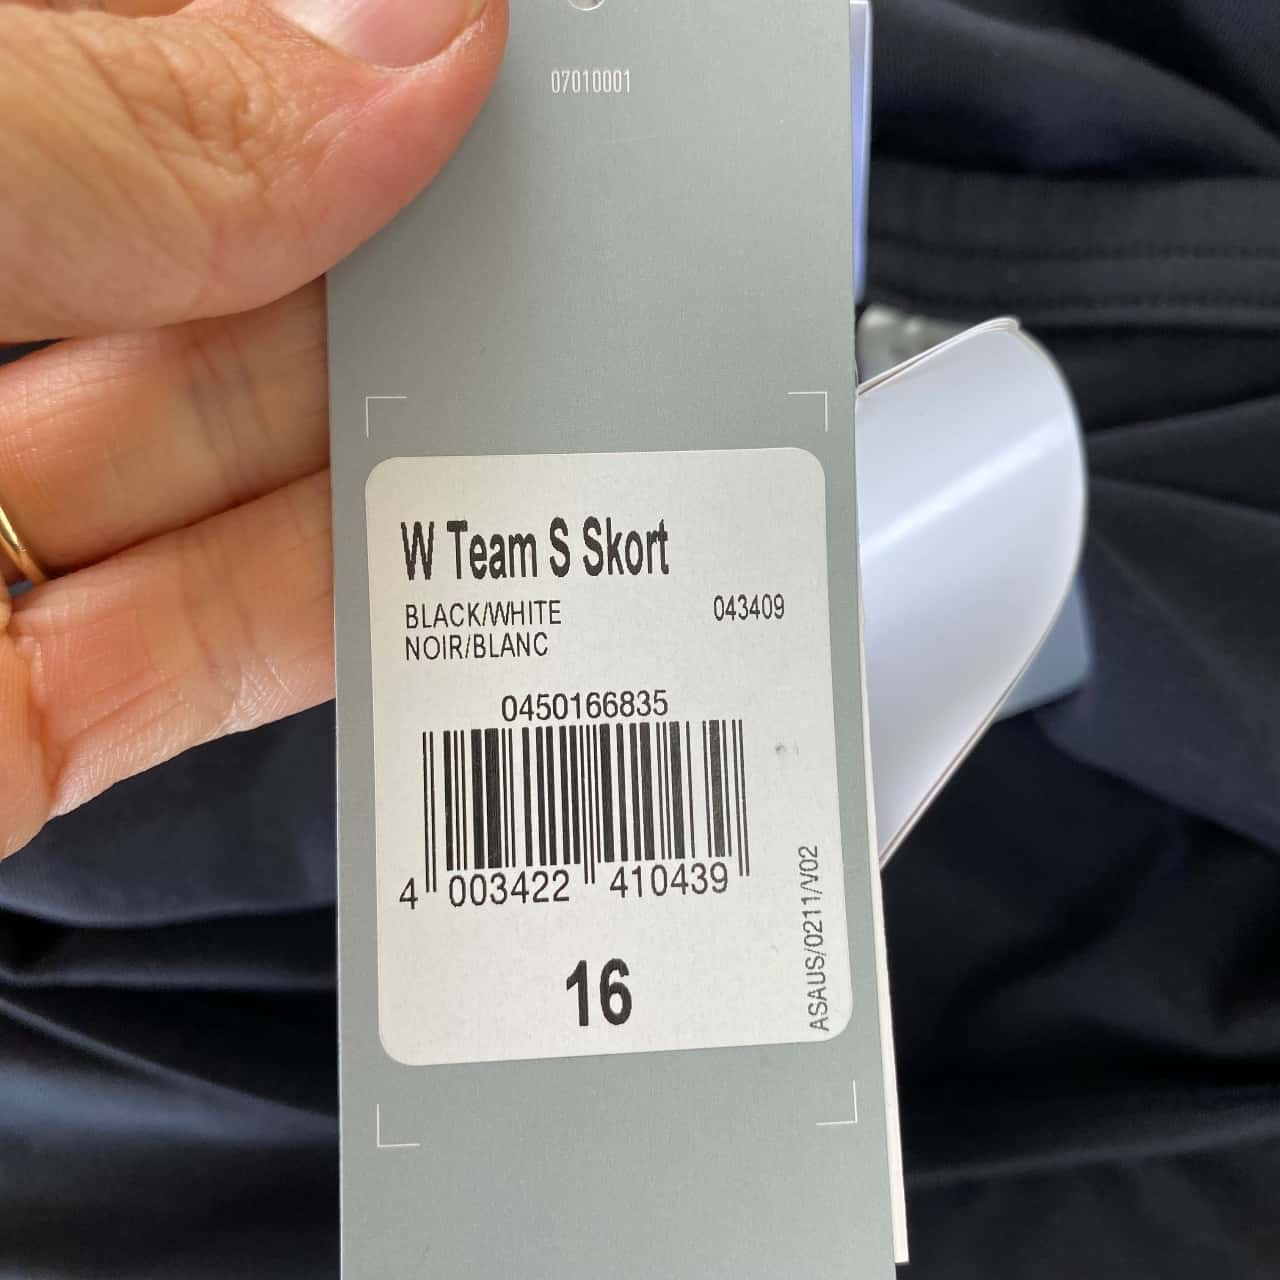 07010001
W Team S Skort
BLACK/WHITE 043409
NOIR/BLANC
0450166835
4 003422 410439
16
ASAUS/0211/V02